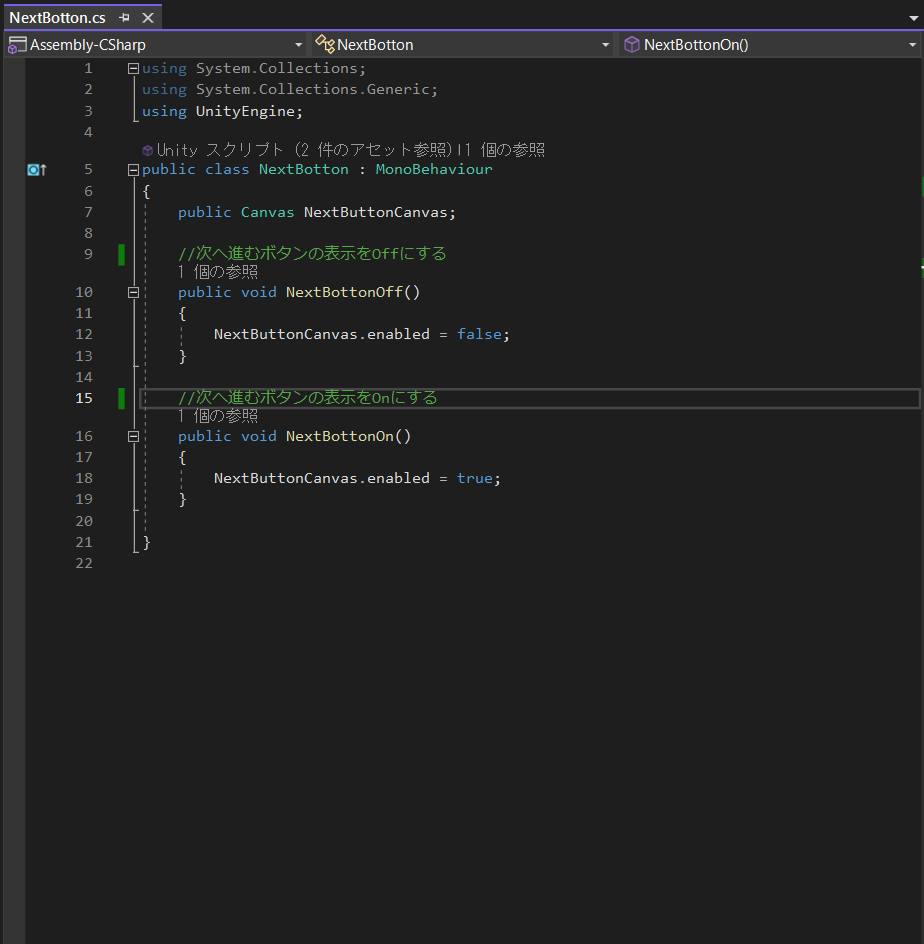 NextBotton.cs
Assembly-CSharp NextBotton NextBottonOn()
1 using System.Collections;
2 using System.Collections.Generic;
3 using UnityEngine;
4
Unity スクリプト (2 件のアセット参照)|1 個の参照
5 public class NextBotton : MonoBehaviour
6 {
7 public Canvas NextButtonCanvas;
8
9 //次へ進むボタンの表示をOffにする
1 個の参照
10 public void NextBottonOff()
11 {
12 NextButtonCanvas.enabled = false;
13 }
14
15 //次へ進むボタンの表示をOnにする
1 個の参照
16 public void NextBottonOn()
17 {
18 NextButtonCanvas.enabled = true;
19 }
20
21 }
22